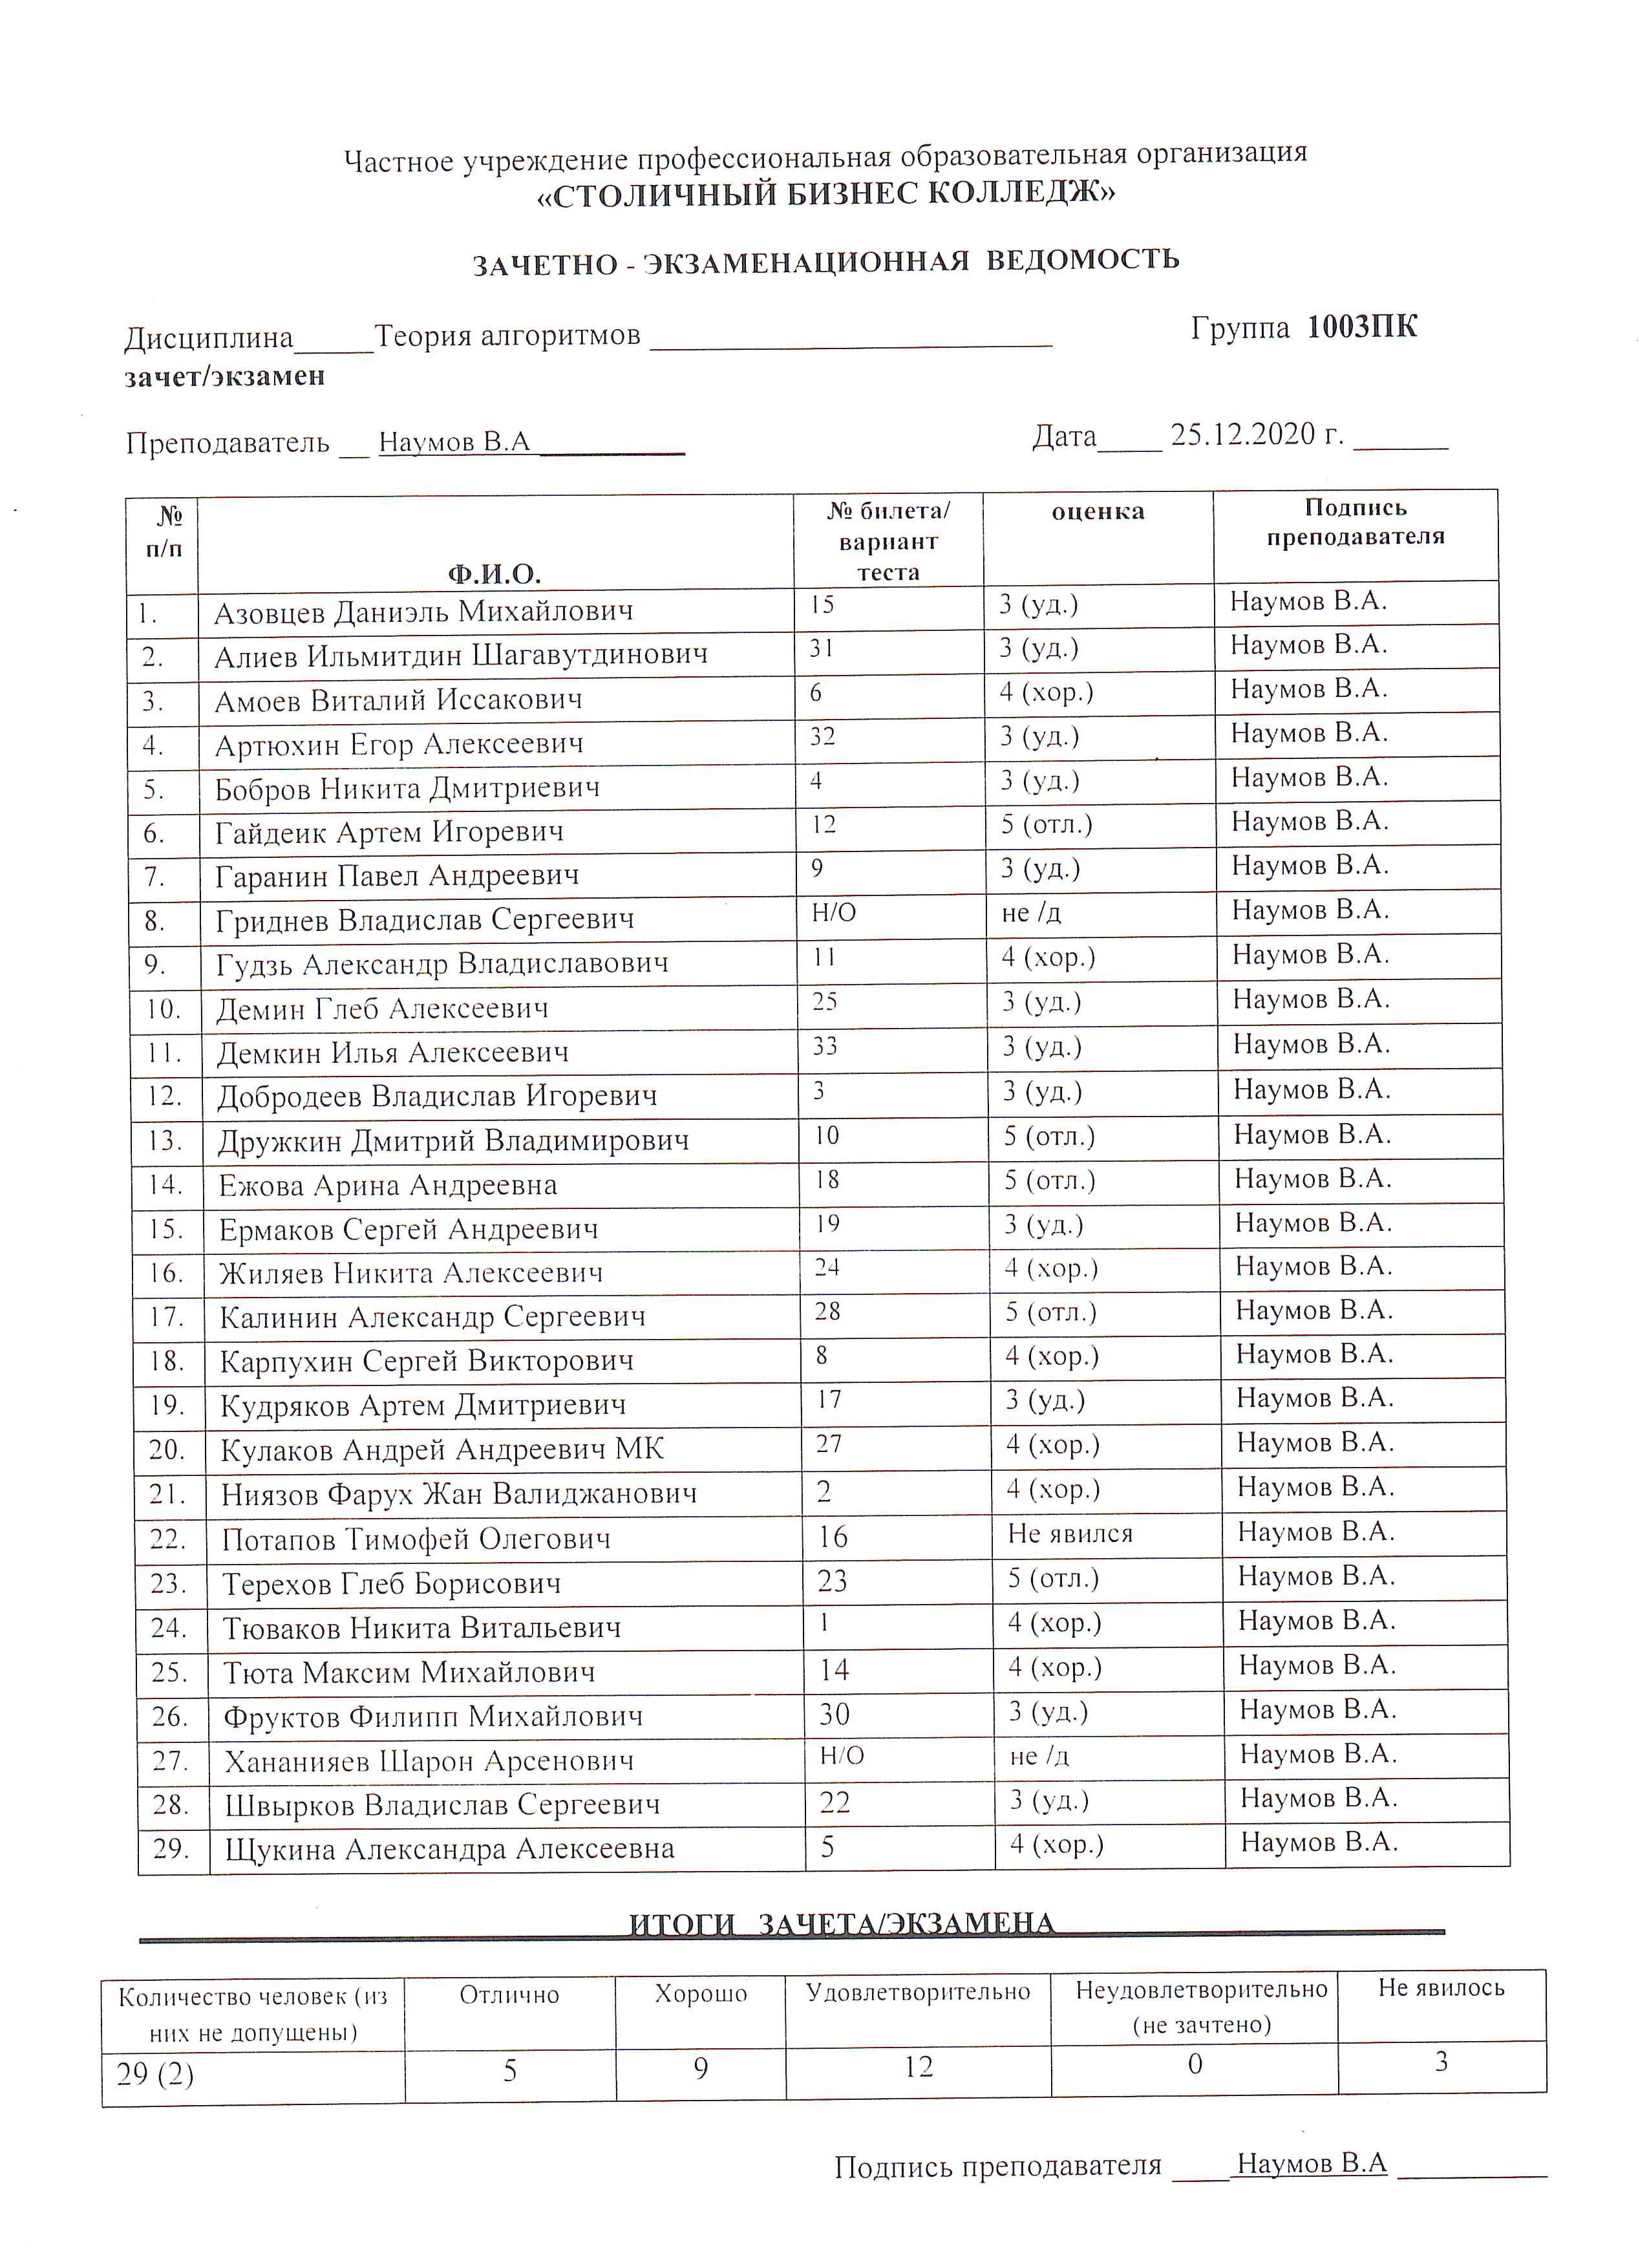 Частное учреждение профессиональная образовательная организация
«СТОЛИЧНЫЙ БИЗНЕС КОЛЛЕДЖ»
ЗАЧЕТНО - ЭКЗАМЕНАЦИОННАЯ ВЕДОМОСТЬ
Дисциплина_____Теория алгоритмов _________________________ Группа 1003ПК
зачет/экзамен
Преподаватель __ Наумов В.А _________ Дата____ 25.12.2020 г. ______
№ п/п Ф.И.О. № билета/ вариант теста оценка Подпись преподавателя
1. Азовцев Даниэль Михайлович 15 3 (уд.) Наумов В.А.
2. Алиев Ильмитдин Шагавутдинович 31 3 (уд.) Наумов В.А.
3. Амоев Виталий Иссакович 6 4 (хор.) Наумов В.А.
4. Артюхин Егор Алексеевич 32 3 (уд.) Наумов В.А.
5. Бобров Никита Дмитриевич 4 3 (уд.) Наумов В.А.
6. Гайдеик Артем Игоревич 12 5 (отл.) Наумов В.А.
7. Гаранин Павел Андреевич 9 3 (уд.) Наумов В.А.
8. Гриднев Владислав Сергеевич Н/О не /д Наумов В.А.
9. Гудзь Александр Владиславович 11 4 (хор.) Наумов В.А.
10. Демин Глеб Алексеевич 25 3 (уд.) Наумов В.А.
11. Демкин Илья Алексеевич 33 3 (уд.) Наумов В.А.
12. Добродеев Владислав Игоревич 3 3 (уд.) Наумов В.А.
13. Дружкин Дмитрий Владимирович 10 5 (отл.) Наумов В.А.
14. Ежова Арина Андреевна 18 5 (отл.) Наумов В.А.
15. Ермаков Сергей Андреевич 19 3 (уд.) Наумов В.А.
16. Жиляев Никита Алексеевич 24 4 (хор.) Наумов В.А.
17. Калинин Александр Сергеевич 28 5 (отл.) Наумов В.А.
18. Карпухин Сергей Викторович 8 4 (хор.) Наумов В.А.
19. Кудряков Артем Дмитриевич 17 3 (уд.) Наумов В.А.
20. Кулаков Андрей Андреевич МК 27 4 (хор.) Наумов В.А.
21. Ниязов Фарух Жан Валиджанович 2 4 (хор.) Наумов В.А.
22. Потапов Тимофей Олегович 16 Не явился Наумов В.А.
23. Терехов Глеб Борисович 23 5 (отл.) Наумов В.А.
24. Тюваков Никита Витальевич 1 4 (хор.) Наумов В.А.
25. Тюта Максим Михайлович 14 4 (хор.) Наумов В.А.
26. Фруктов Филипп Михайлович 30 3 (уд.) Наумов В.А.
27. Хананияев Шарон Арсенович Н/О не /д Наумов В.А.
28. Швырков Владислав Сергеевич 22 3 (уд.) Наумов В.А.
29. Щукина Александра Алексеевна 5 4 (хор.) Наумов В.А.
ИТОГИ ЗАЧЕТА/ЭКЗАМЕНА
Количество человек (из них не допущены) Отлично Хорошо Удовлетворительно Неудовлетворительно (не зачтено) Не явилось
29 (2) 5 9 12 0 3
Подпись преподавателя ____ Наумов В.А _________